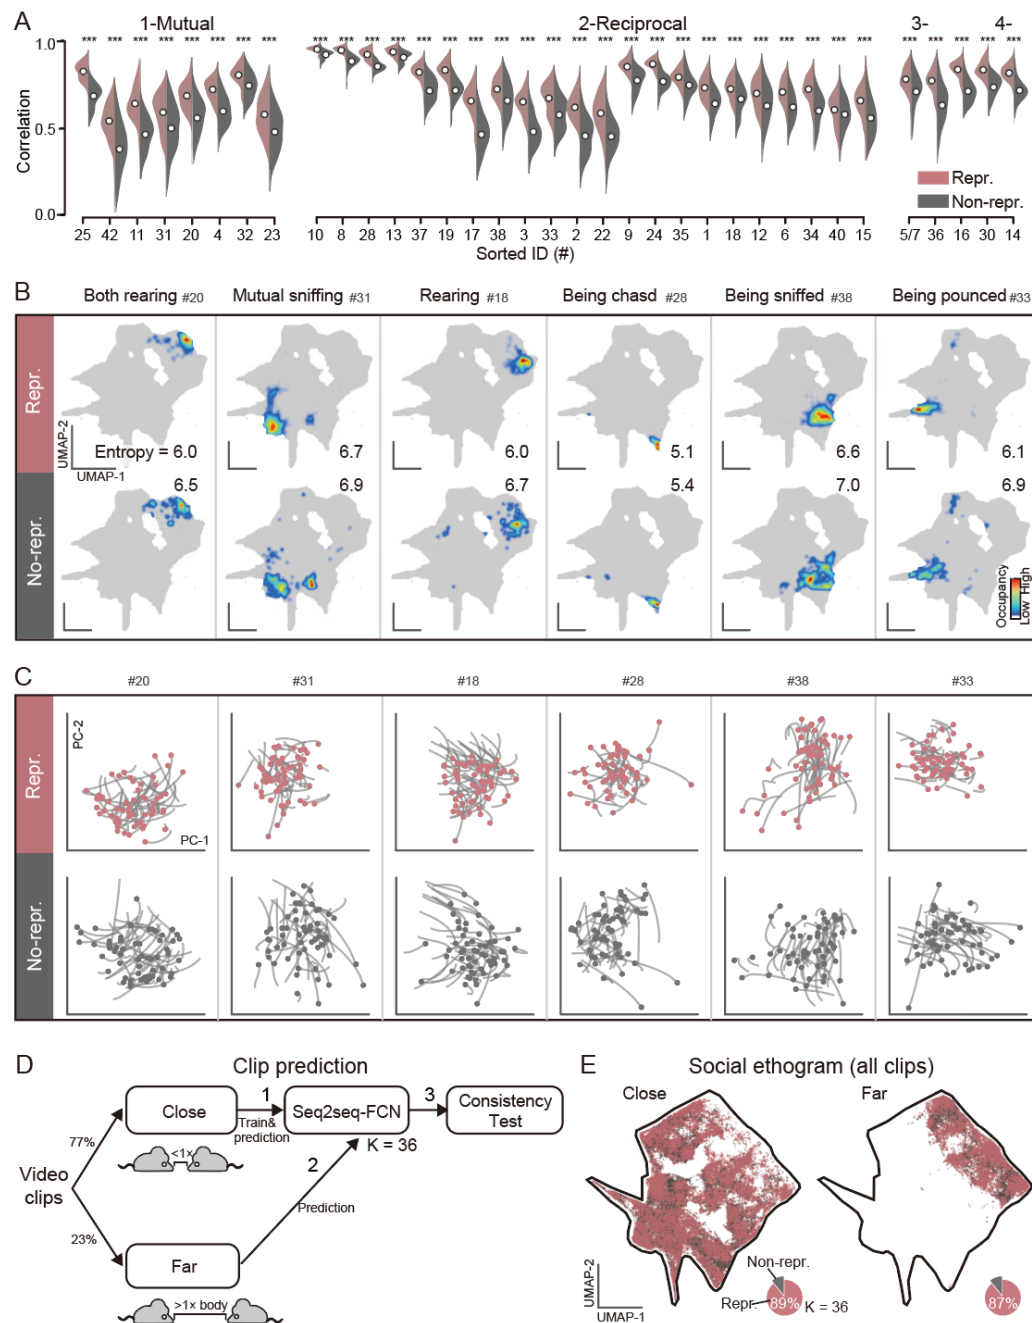 A
1-Mutual
2-Reciprocal
3-
4-
*** *** *** *** *** *** *** *** *** *** *** *** *** *** *** *** *** *** *** *** *** *** *** *** *** *** *** *** *** *** *** *** ***
1.0
0.5
0.0
Correlation
Repr.
Non-repr.
25 42 11 31 20 4 32 23 10 8 28 13 37 19 17 38 3 33 2 22 9 24 35 1 18 12 6 34 40 15 5/7 36 16 30 14
Sorted ID (#)
B
Both rearing #20
Mutual sniffing #31
Rearing #18
Being chasd #28
Being sniffed #38
Being pounced #33
Repr.
UMAP-2
UMAP-1
Entropy = 6.0
6.7
6.0
5.1
6.6
6.1
No-repr.
6.5
6.9
6.7
5.4
7.0
6.9
Occupancy
Low High
C
#20 #31 #18 #28 #38 #33
Repr.
PC-2
PC-1
No-repr.
D
Clip prediction
Close
1
Train&
prediction
Seq2seq-FCN
3
Consistency
Test
77%
<1×
K = 36
2
Video
clips
Prediction
23%
Far
>1× body
E
Social ethogram (all clips)
Close
Far
UMAP-2
UMAP-1
Non-repr.
Repr.
89%
K = 36
87%